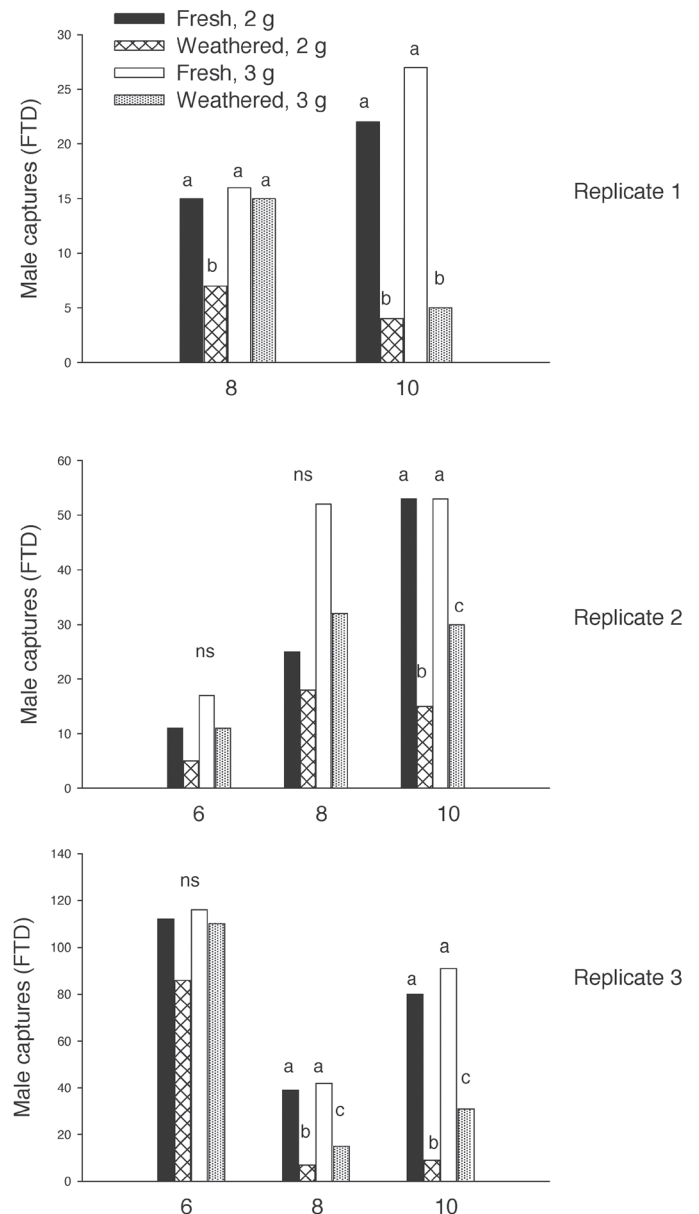 Fresh, 2 g
Weathered, 2 g
Fresh, 3 g
Weathered, 3 g
Male captures (FTD)
30
25
20
15
10
5
0
a b a a
a b a b
8 10
Replicate 1
Male captures (FTD)
60
50
40
30
20
10
0
ns ns a b a c
6 8 10
Replicate 2
Male captures (FTD)
140
120
100
80
60
40
20
0
ns a b a c a b a c
6 8 10
Replicate 3